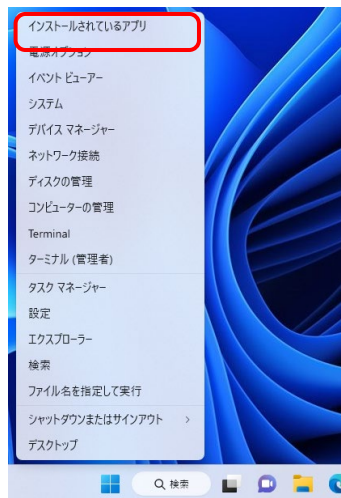 インストールされているアプリ
電源オプション
イベント ビューアー
システム
デバイス マネージャー
ネットワーク接続
ディスクの管理
コンピューターの管理
Terminal
ターミナル (管理者)
タスク マネージャー
設定
エクスプローラー
検索
ファイル名を指定して実行
シャットダウンまたはサインアウト
デスクトップ
検索